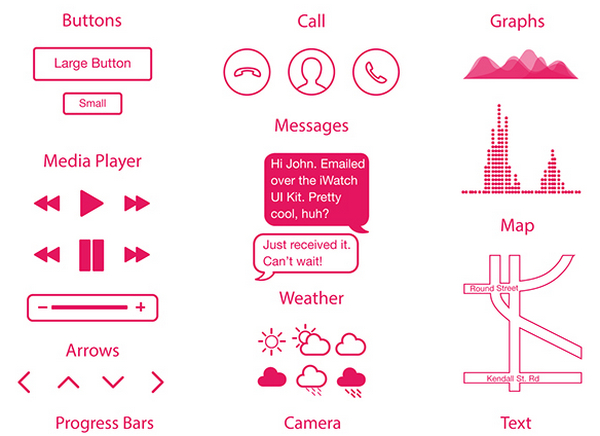 Buttons
Large Button
Small
Media Player
Arrows
Progress Bars
Call
Messages
Hi John. Emailed
over the iWatch
UI Kit. Pretty
cool, huh?
Just received it.
Can't wait!
Weather
Camera
Graphs
Map
Round Street
Kendall St. Rd
Text